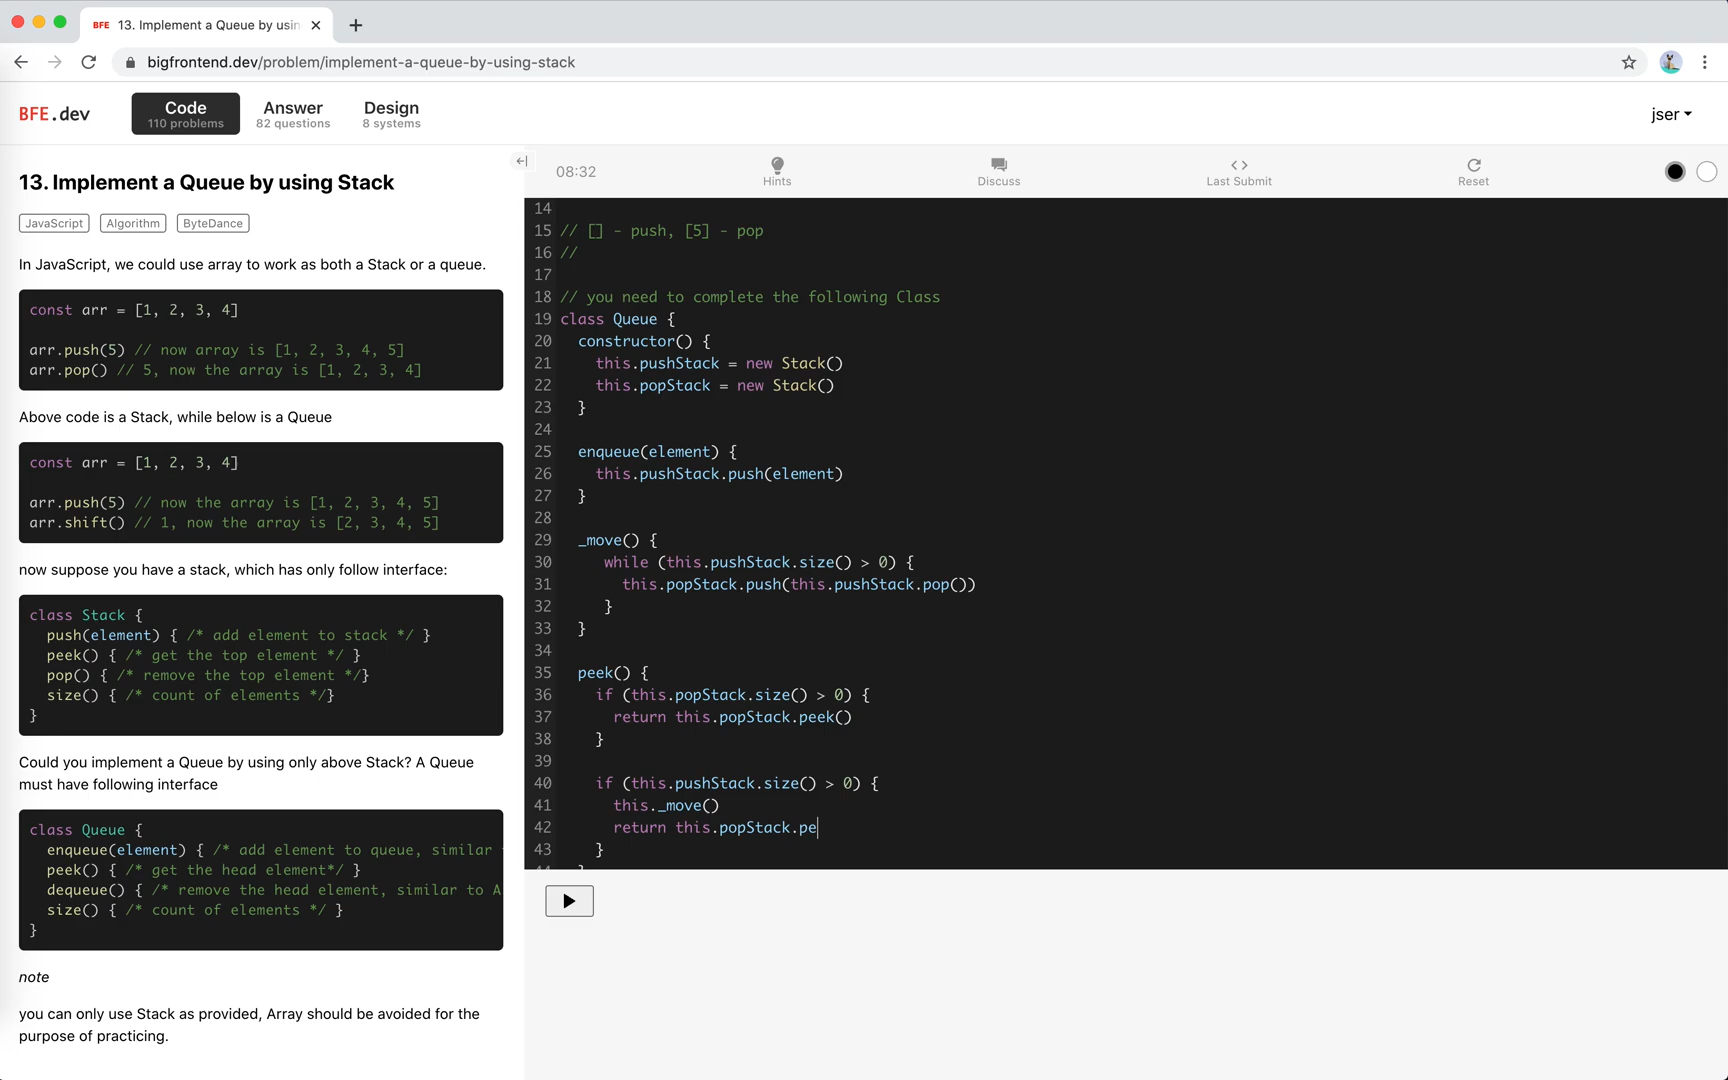 BFE 13. Implement a Queue by usin
bigfrontend.dev/problem/implement-a-queue-by-using-stack
BFE.dev
Code
110 problems
Answer
82 questions
Design
8 systems
jser
13. Implement a Queue by using Stack
JavaScript Algorithm ByteDance
In JavaScript, we could use array to work as both a Stack or a queue.
const arr = [1, 2, 3, 4]
arr.push(5) // now array is [1, 2, 3, 4, 5]
arr.pop() // 5, now the array is [1, 2, 3, 4]
Above code is a Stack, while below is a Queue
const arr = [1, 2, 3, 4]
arr.push(5) // now the array is [1, 2, 3, 4, 5]
arr.shift() // 1, now the array is [2, 3, 4, 5]
now suppose you have a stack, which has only follow interface:
class Stack {
push(element) { /* add element to stack */ }
peek() { /* get the top element */ }
pop() { /* remove the top element */}
size() { /* count of elements */}
}
Could you implement a Queue by using only above Stack? A Queue
must have following interface
class Queue {
enqueue(element) { /* add element to queue, similar
peek() { /* get the head element*/ }
dequeue() { /* remove the head element, similar to A
size() { /* count of elements */ }
}
note
you can only use Stack as provided, Array should be avoided for the
purpose of practicing.
08:32
Hints
Discuss
Last Submit
Reset
14
15 // [] - push, [5] - pop
16 //
17
18 // you need to complete the following Class
19 class Queue {
20 constructor() {
21 this.pushStack = new Stack()
22 this.popStack = new Stack()
23 }
24
25 enqueue(element) {
26 this.pushStack.push(element)
27 }
28
29 _move() {
30 while (this.pushStack.size() > 0) {
31 this.popStack.push(this.pushStack.pop())
32 }
33 }
34
35 peek() {
36 if (this.popStack.size() > 0) {
37 return this.popStack.peek()
38 }
39
40 if (this.pushStack.size() > 0) {
41 this._move()
42 return this.popStack.pe
43 }